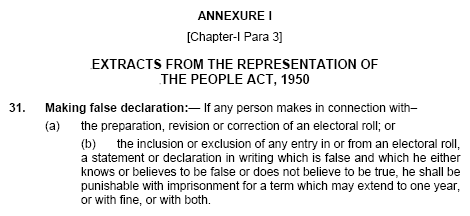 ANNEXURE I
[Chapter-I Para 3]
EXTRACTS FROM THE REPRESENTATION OF
THE PEOPLE ACT, 1950
31. Making false declaration:— If any person makes in connection with–
(a) the preparation, revision or correction of an electoral roll; or
(b) the inclusion or exclusion of any entry in or from an electoral roll,
a statement or declaration in writing which is false and which he either
knows or believes to be false or does not believe to be true, he shall be
punishable with imprisonment for a term which may extend to one year,
or with fine, or with both.